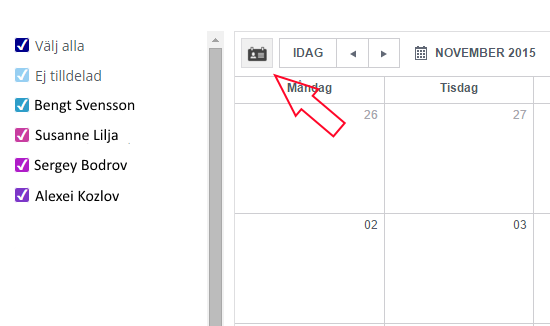 Välj alla
Ej tilldelad
Bengt Svensson
Susanne Lilja
Sergey Bodrov
Alexei Kozlov
IDAG NOVEMBER 2015
Måndag Tisdag
26 27
02 03